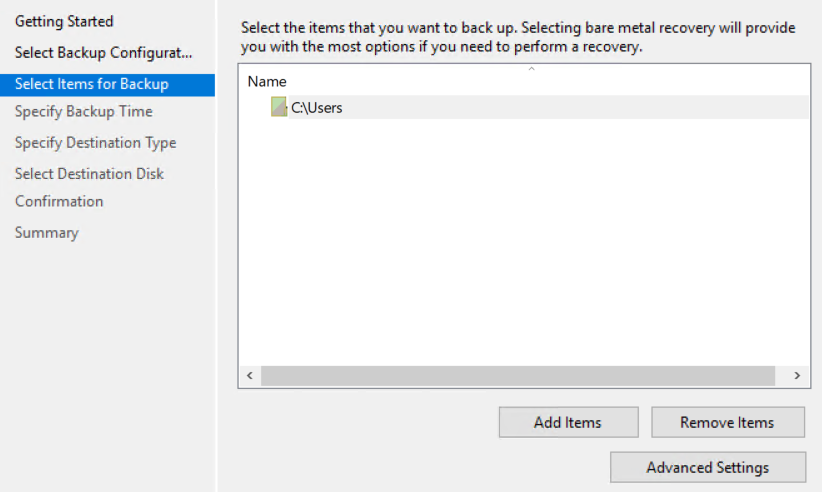 Getting Started
Select Backup Configurat...
Select Items for Backup
Specify Backup Time
Specify Destination Type
Select Destination Disk
Confirmation
Summary
Select the items that you want to back up. Selecting bare metal recovery will provide
you with the most options if you need to perform a recovery.
Name
C:\Users
Add Items
Remove Items
Advanced Settings